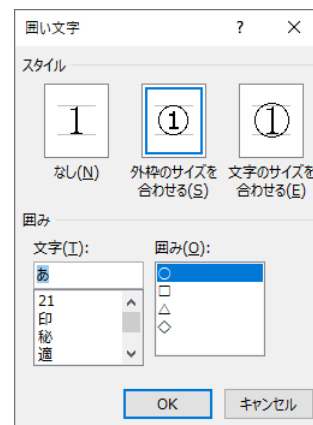 囲い文字 ? ×
スタイル
1 ① ①
なし(N) 外枠のサイズを合わせる(S) 文字のサイズを合わせる(E)
囲み
文字(T): 囲み(O):
あ
21
印
秘
適
○
□
△
◇
OK キャンセル